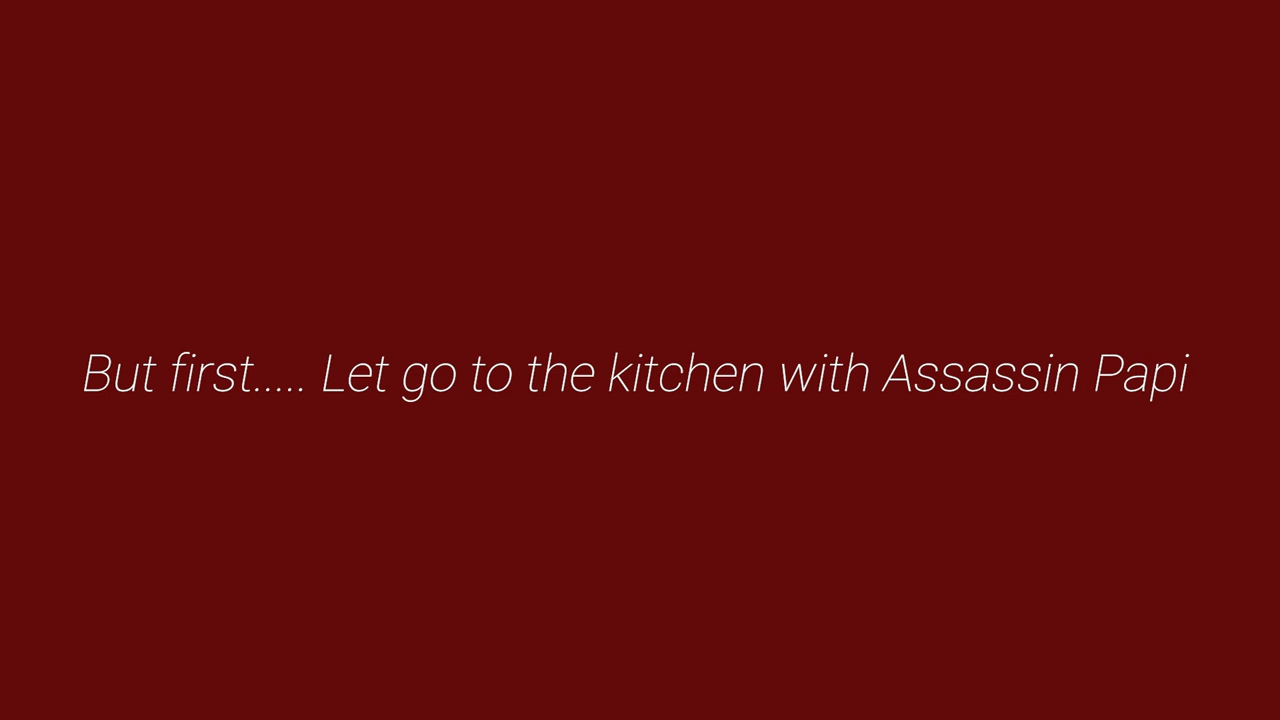 But first..... Let go to the kitchen with Assassin Papi